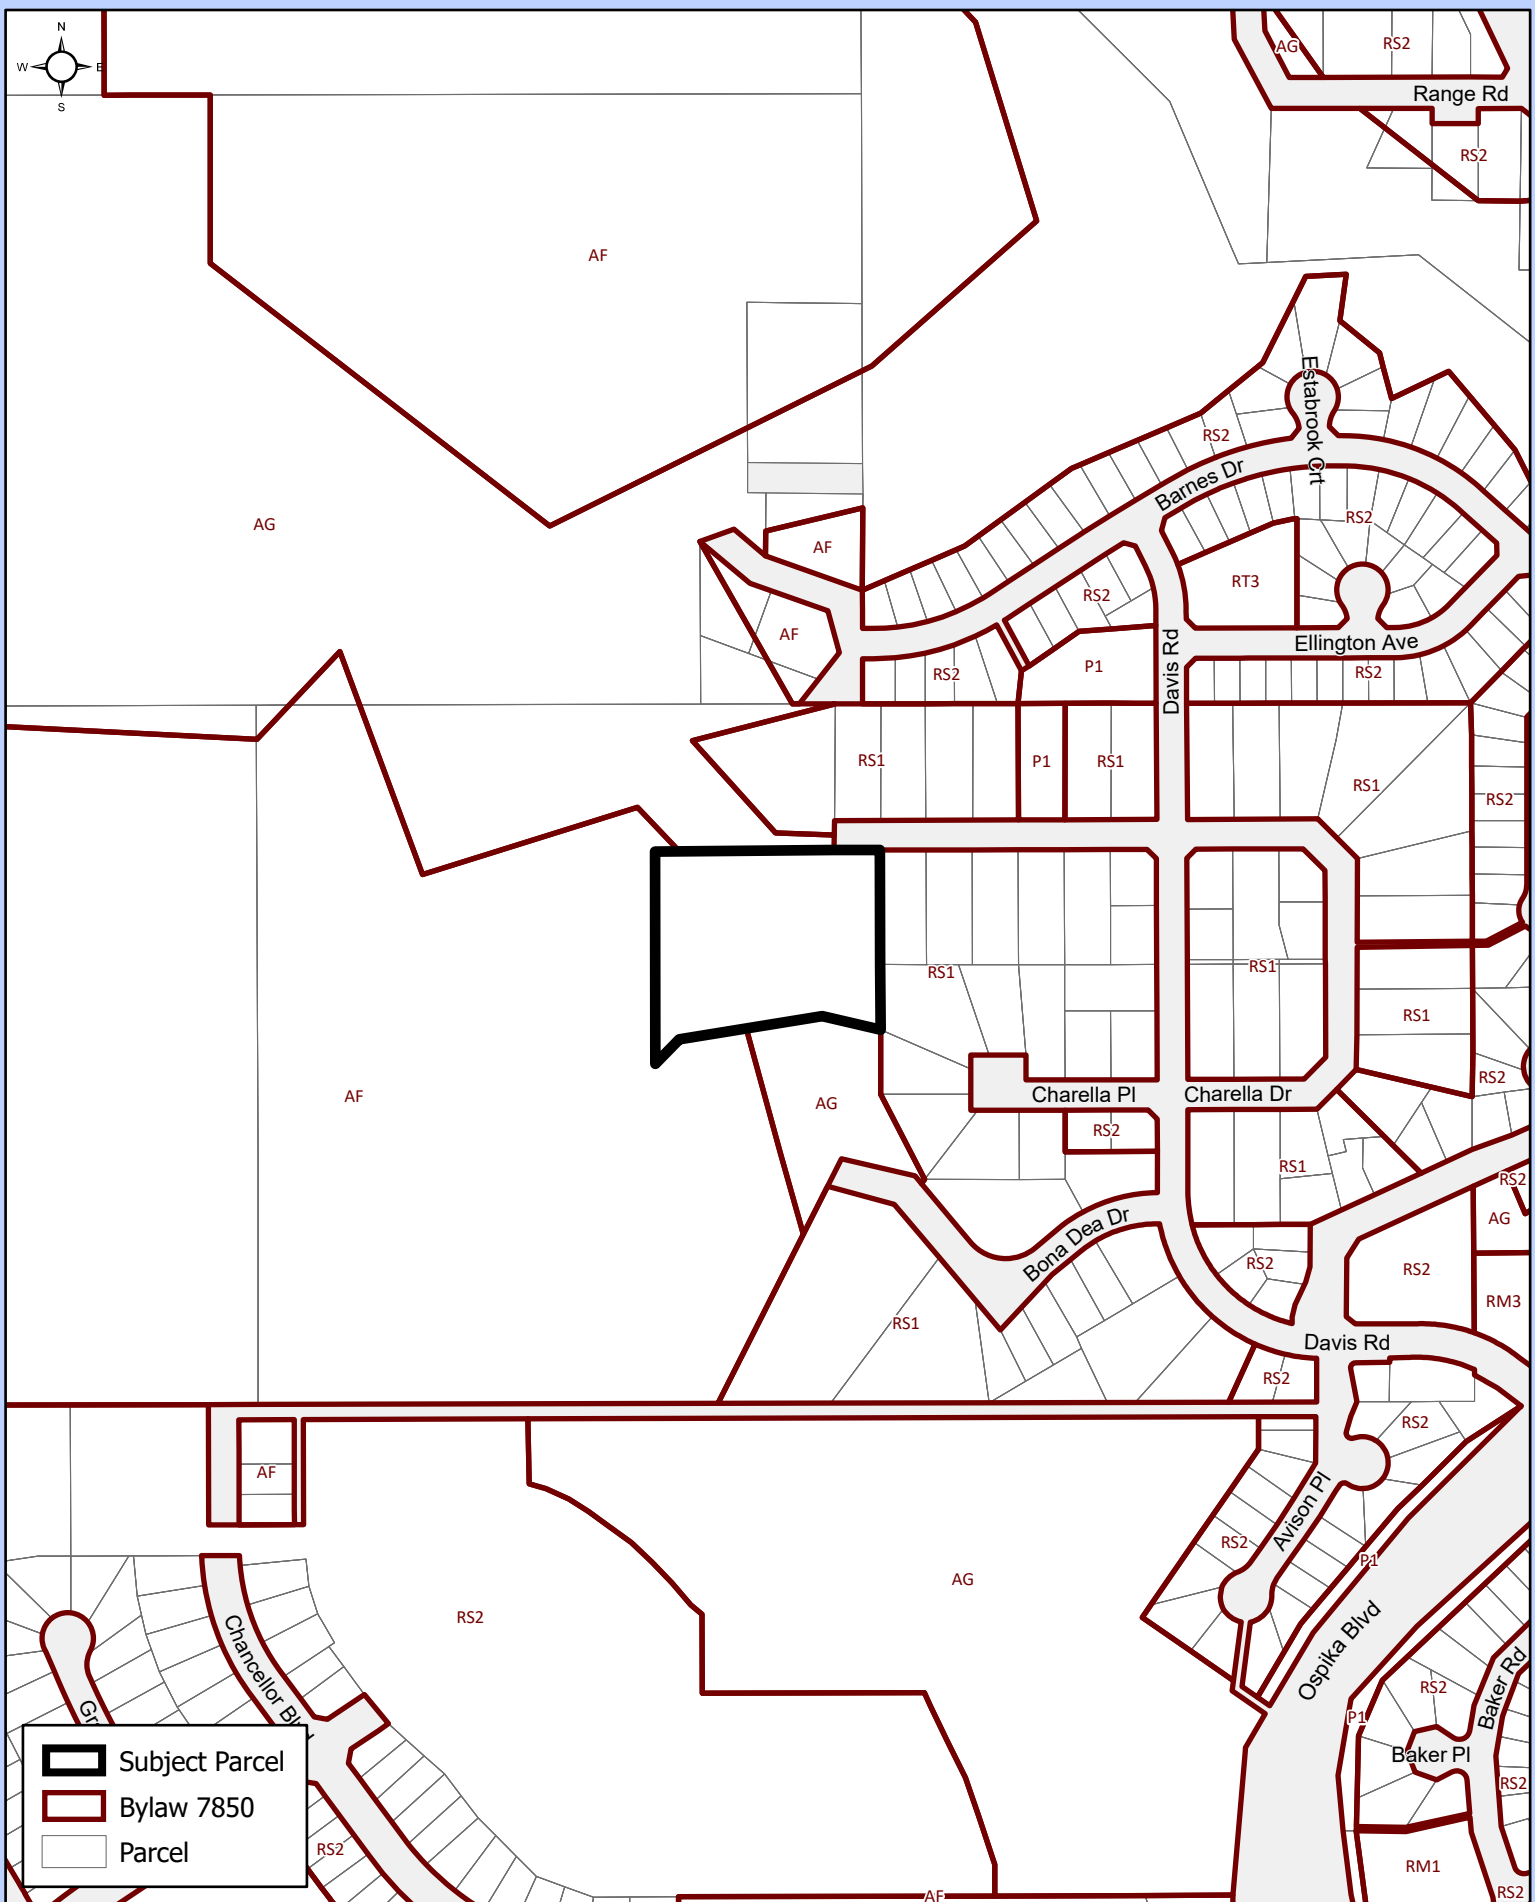 N
W E
S
AG
RS2
Range Rd
RS2
AF
Estabrook Crt
RS2
Barnes Dr
AG
RS2
AF
RT3
RS2
AF
Davis Rd
Ellington Ave
P1
RS2
RS2
RS1
P1
RS1
RS1
RS2
RS1
RS1
RS1
RS2
AF
AG
Charella Pl
Charella Dr
RS2
RS1
RS2
Bona Dea Dr
AG
RS2
RS2
RM3
RS1
Davis Rd
RS2
RS2
AF
Avison Pl
RS2
P1
AG
RS2
Chancellor Blvd
Ospika Blvd
Baker Rd
RS2
P1
Gr
Baker Pl
RS2
Subject Parcel
Bylaw 7850
Parcel
RS2
RM1
RS2
AF